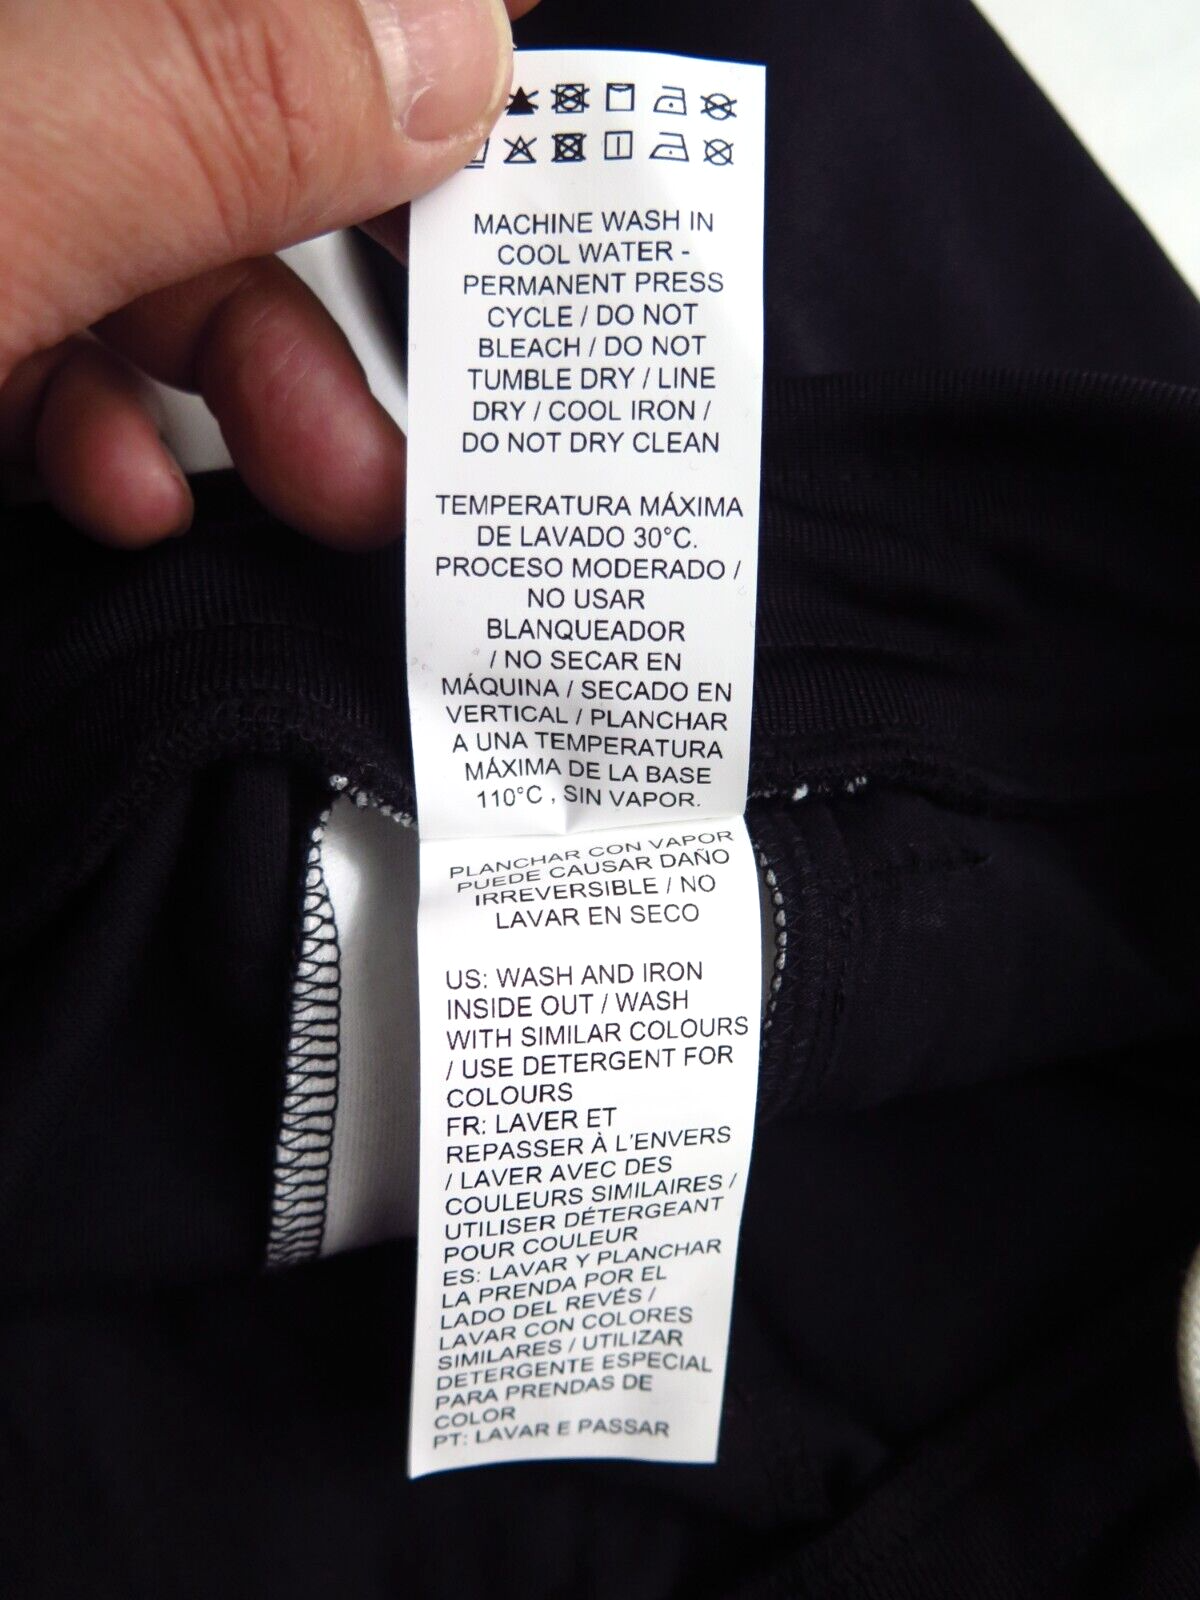 MACHINE WASH IN
COOL WATER -
PERMANENT PRESS
CYCLE / DO NOT
BLEACH / DO NOT
TUMBLE DRY / LINE
DRY / COOL IRON /
DO NOT DRY CLEAN
TEMPERATURA MÁXIMA
DE LAVADO 30°C.
PROCESO MODERADO /
NO USAR
BLANQUEADOR
/ NO SECAR EN
MÁQUINA / SECADO EN
VERTICAL / PLANCHAR
A UNA TEMPERATURA
MÁXIMA DE LA BASE
110°C , SIN VAPOR.
PLANCHAR CON VAPOR
PUEDE CAUSAR DAÑO
IRREVERSIBLE / NO
LAVAR EN SECO
US: WASH AND IRON
INSIDE OUT / WASH
WITH SIMILAR COLOURS
/ USE DETERGENT FOR
COLOURS
FR: LAVER ET
REPASSER À L'ENVERS
/ LAVER AVEC DES
COULEURS SIMILAIRES /
UTILISER DÉTERGEANT
POUR COULEUR
ES: LAVAR Y PLANCHAR
LA PRENDA POR EL
LADO DEL REVÉS /
LAVAR CON COLORES
SIMILARES / UTILIZAR
DETERGENTE ESPECIAL
PARA PRENDAS DE
COLOR
PT: LAVAR E PASSAR